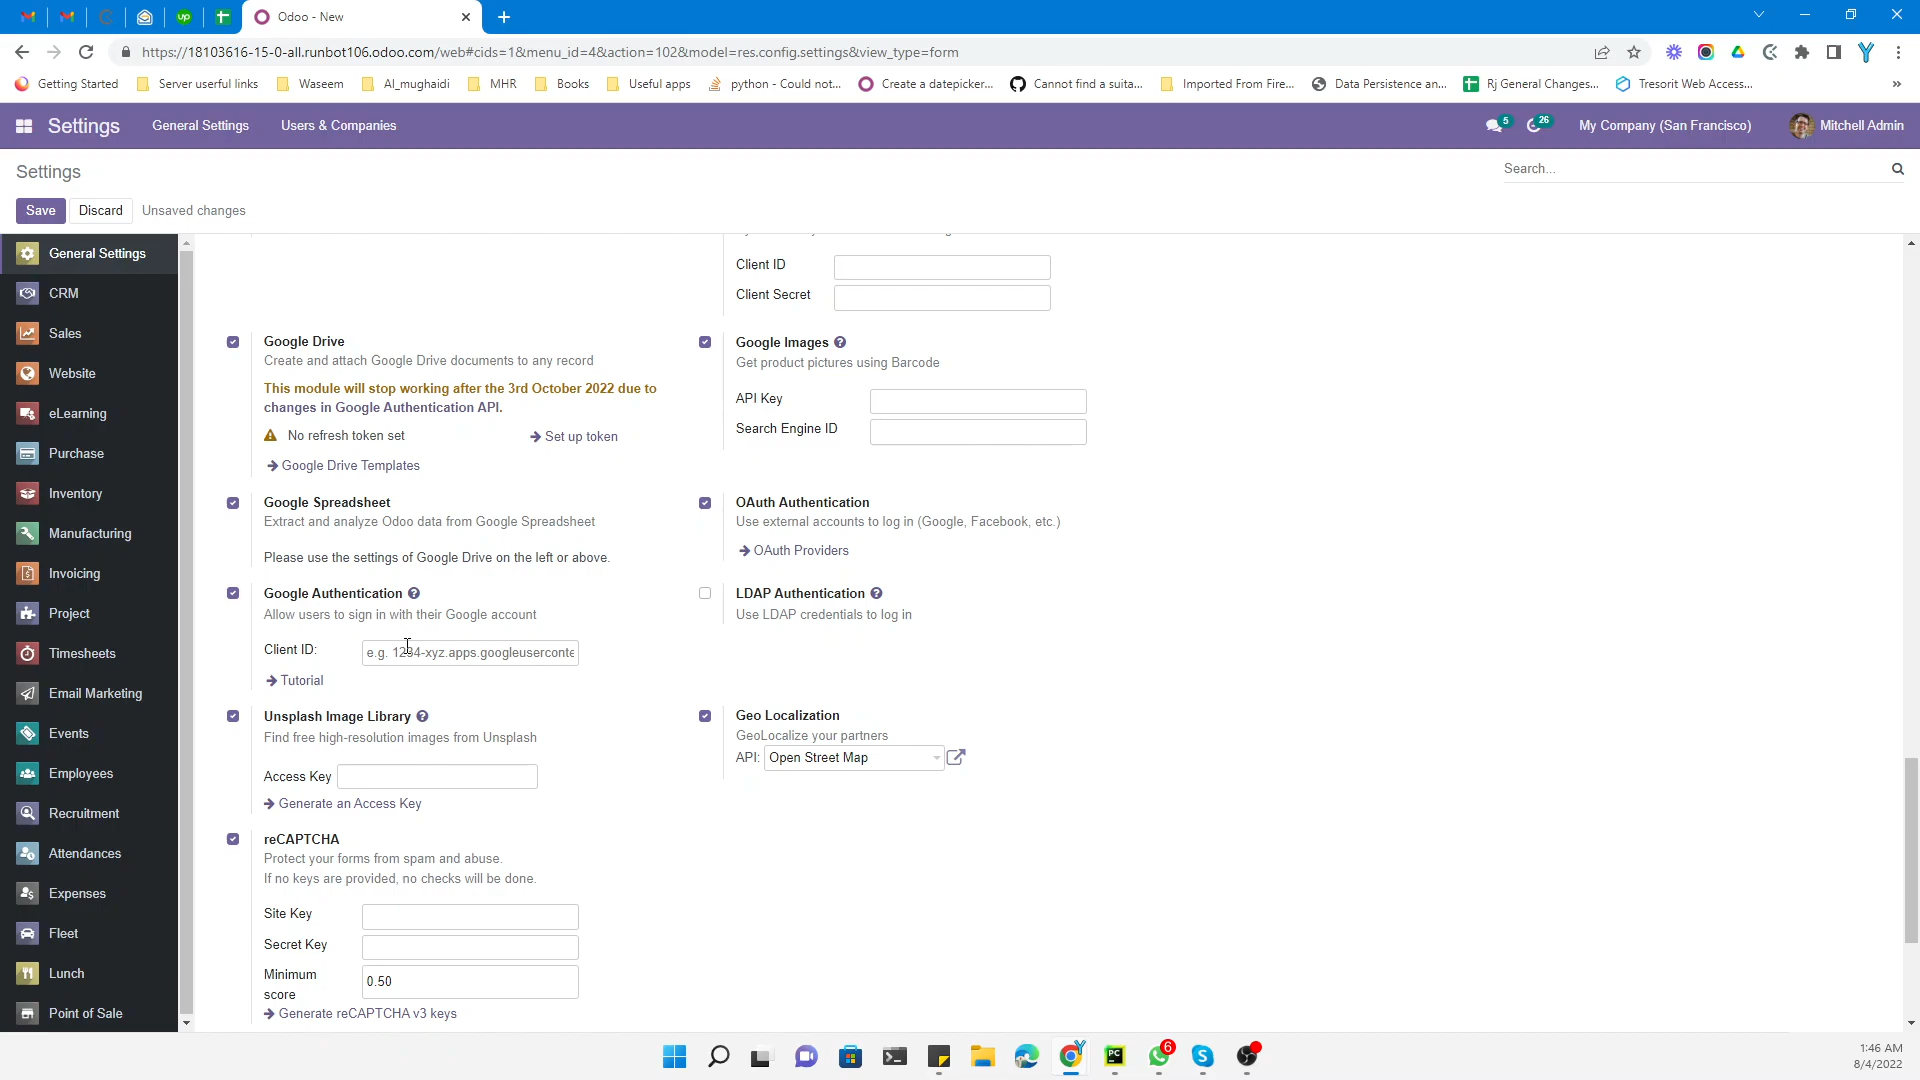 Odoo - New
https://18103616-15-0-all.runbot106.odoo.com/web#cids=1&menu_id=4&action=102&model=res.config.settings&view_type=form
Getting Started
Server userful links
Waseem
Al_mughaidi
MHR
Books
Useful apps
python - Could not...
Create a datepicker...
Cannot find a suita...
Imported From Fire...
Data Persistence an...
Rj General Changes...
Tresorit Web Access...
Settings
General Settings
Users & Companies
5
26
My Company (San Francisco)
Mitchell Admin
Settings
Search...
Save
Discard
Unsaved changes
General Settings
CRM
Sales
Website
eLearning
Purchase
Inventory
Manufacturing
Invoicing
Project
Timesheets
Email Marketing
Events
Employees
Recruitment
Attendances
Expenses
Fleet
Lunch
Point of Sale
Client ID
Client Secret
Google Drive
Create and attach Google Drive documents to any record
This module will stop working after the 3rd October 2022 due to
changes in Google Authentication API.
No refresh token set
Set up token
Google Drive Templates
Google Images
Get product pictures using Barcode
API Key
Search Engine ID
Google Spreadsheet
Extract and analyze Odoo data from Google Spreadsheet
Please use the settings of Google Drive on the left or above.
OAuth Authentication
Use external accounts to log in (Google, Facebook, etc.)
OAuth Providers
Google Authentication
Allow users to sign in with their Google account
Client ID:
e.g. 1234-xyz.apps.googleuserconte
Tutorial
LDAP Authentication
Use LDAP credentials to log in
Unsplash Image Library
Find free high-resolution images from Unsplash
Access Key
Generate an Access Key
Geo Localization
GeoLocalize your partners
API:
Open Street Map
reCAPTCHA
Protect your forms from spam and abuse.
If no keys are provided, no checks will be done.
Site Key
Secret Key
Minimum
score
0.50
Generate reCAPTCHA v3 keys
6
1:46 AM
8/4/2022